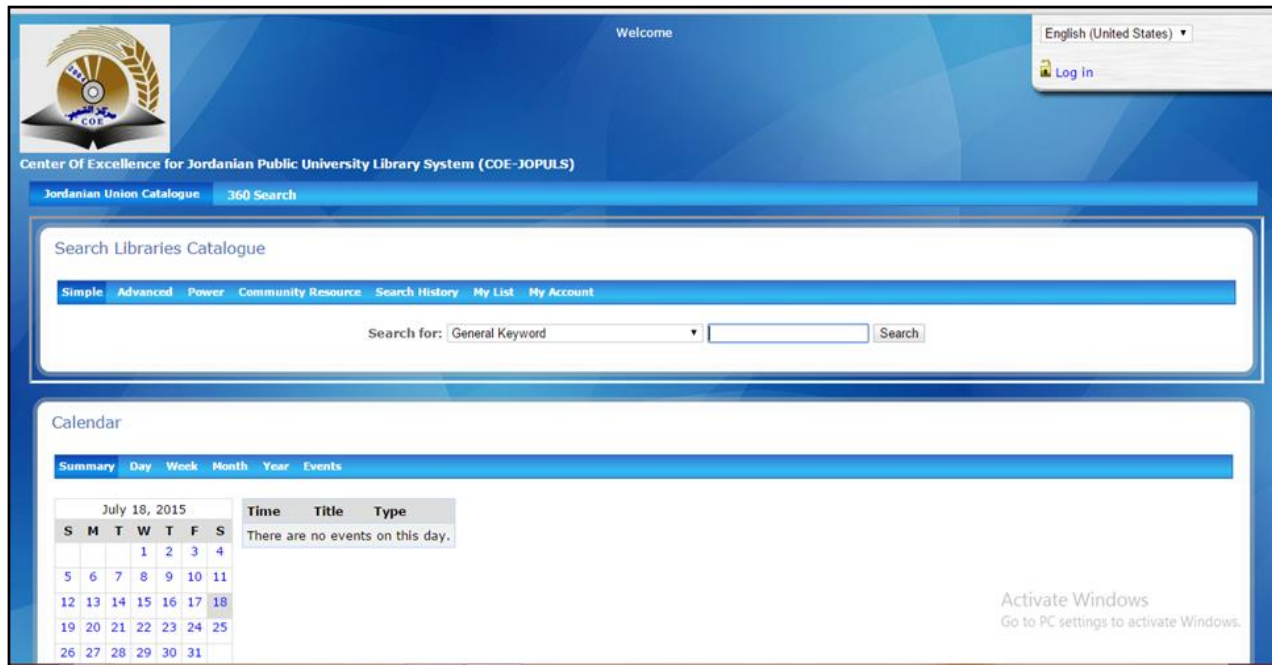 Welcome
English (United States)
Log in
2004
مركز التميز
COE
Center Of Excellence for Jordanian Public University Library System (COE-JOPULS)
Jordanian Union Catalogue 360 Search
Search Libraries Catalogue
Simple Advanced Power Community Resource Search History My List My Account
Search for: General Keyword Search
Calendar
Summary Day Week Month Year Events
July 18, 2015
Time Title Type
S M T W T F S
There are no events on this day.
1 2 3 4
5 6 7 8 9 10 11
12 13 14 15 16 17 18
19 20 21 22 23 24 25
26 27 28 29 30 31
Activate Windows
Go to PC settings to activate Windows.